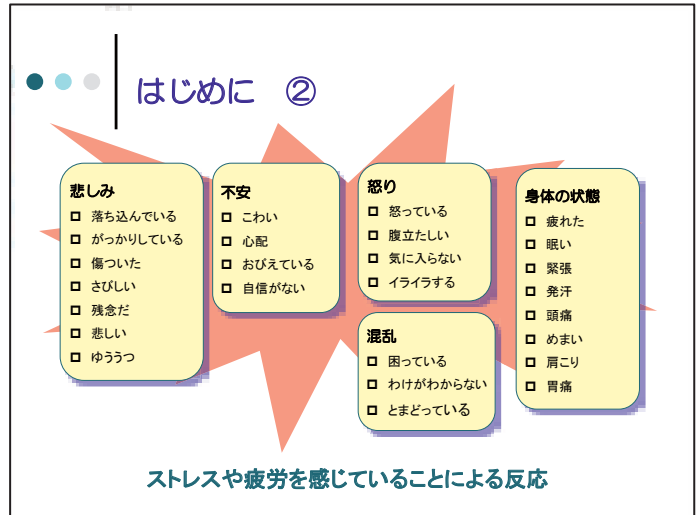 はじめに ②
悲しみ
□ 落ち込んでいる
□ がっかりしている
□ 傷ついた
□ さびしい
□ 残念だ
□ 悲しい
□ ゆううつ
不安
□ こわい
□ 心配
□ おびえている
□ 自信がない
怒り
□ 怒っている
□ 腹立たしい
□ 気に入らない
□ イライラする
混乱
□ 困っている
□ わけがわからない
□ とまどっている
身体の状態
□ 疲れた
□ 眠い
□ 緊張
□ 発汗
□ 頭痛
□ めまい
□ 肩こり
□ 胃痛
ストレスや疲労を感じていることによる反応